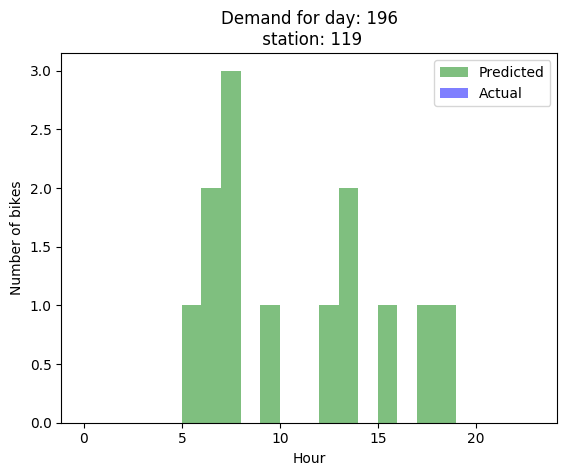 Demand for day: 196
station: 119
Predicted
Actual
Number of bikes
3.0
2.5
2.0
1.5
1.0
0.5
0.0
0
5
10
15
20
Hour